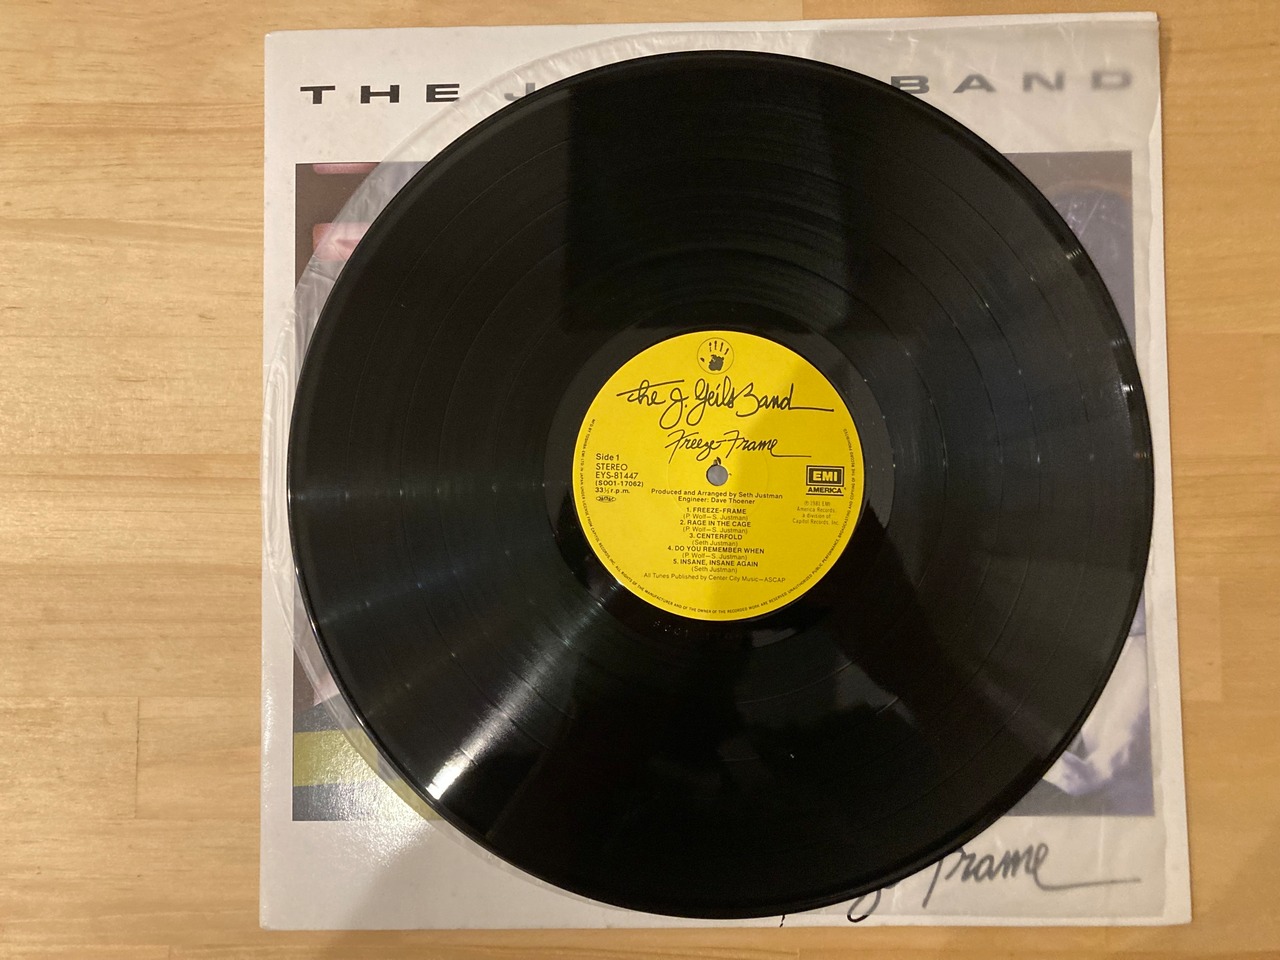 THE J BAND
The J. Geils Band
Freeze-Frame
Side 1
STEREO
EYS-81447
(SOO1-17062)
33⅓ r.p.m.
EMI
AMERICA
Ⓟ 1981 EMI
America Records,
a division of
Capitol Records, Inc.
Produced and Arranged by Seth Justman
Engineer: Dave Thoener
1. FREEZE-FRAME
(P. Wolf—S. Justman)
2. RAGE IN THE CAGE
(P. Wolf—S. Justman)
3. CENTERFOLD
(Seth Justman)
4. DO YOU REMEMBER WHEN
(P. Wolf—S. Justman)
5. INSANE, INSANE AGAIN
(Seth Justman)
All Tunes Published by Center City Music—ASCAP
Frame